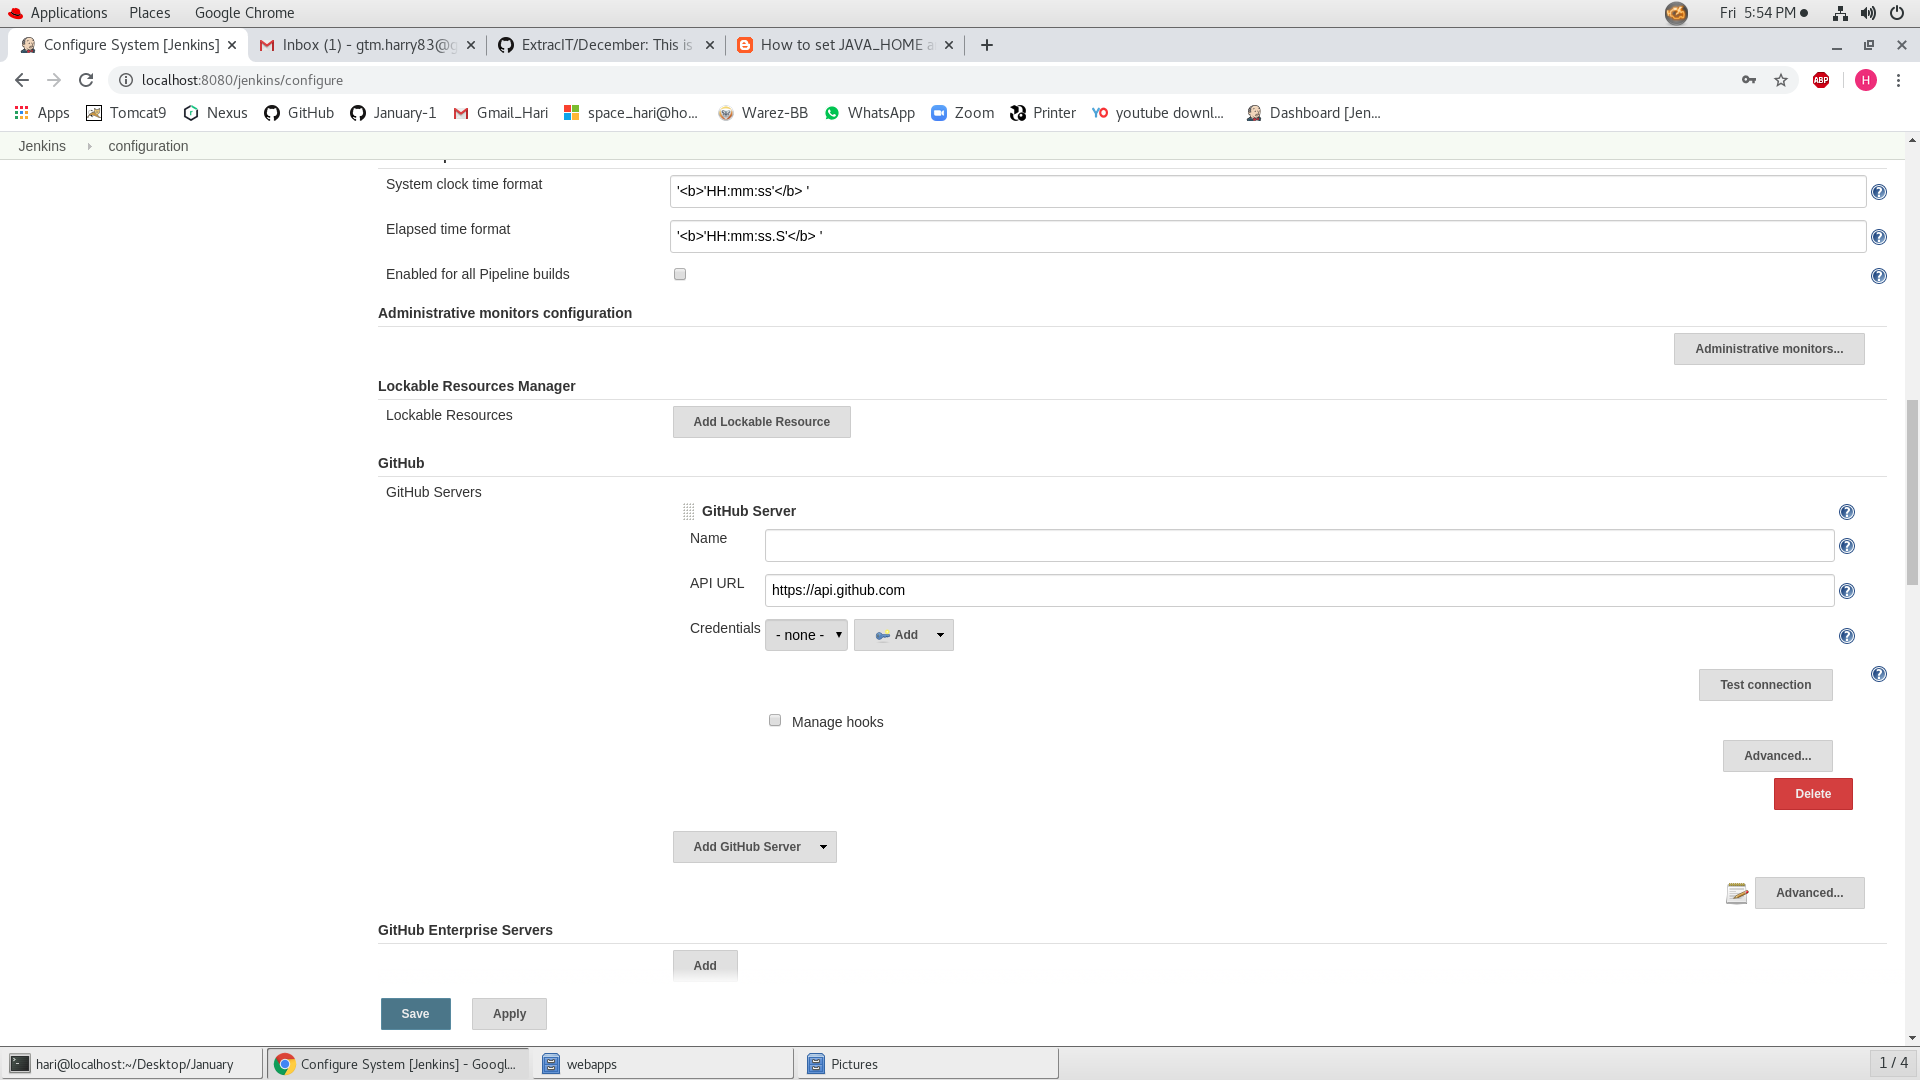 Applications Places Google Chrome Fri 5:54 PM
Configure System [Jenkins] Inbox (1) - gtm.harry83@g ExtracIT/December: This is How to set JAVA_HOME a
localhost:8080/jenkins/configure ABP H
Apps Tomcat9 Nexus GitHub January-1 Gmail_Hari space_hari@ho... Warez-BB WhatsApp Zoom Printer YO youtube downl... Dashboard [Jen...
Jenkins configuration
System clock time format '<b>'HH:mm:ss'</b> '
Elapsed time format '<b>'HH:mm:ss.S'</b> '
Enabled for all Pipeline builds
Administrative monitors configuration
Administrative monitors...
Lockable Resources Manager
Lockable Resources Add Lockable Resource
GitHub
GitHub Servers
GitHub Server
Name
API URL https://api.github.com
Credentials - none - Add
Test connection
Manage hooks
Advanced...
Delete
Add GitHub Server
Advanced...
GitHub Enterprise Servers
Add
Save Apply
hari@localhost:~/Desktop/January Configure System [Jenkins] - Googl... webapps Pictures 1 / 4